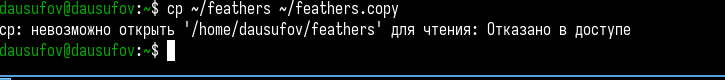 dausufov@dausufov:~$ cp ~/feathers ~/feathers.copy
cp: невозможно открыть '/home/dausufov/feathers' для чтения: Отказано в доступе
dausufov@dausufov:~$